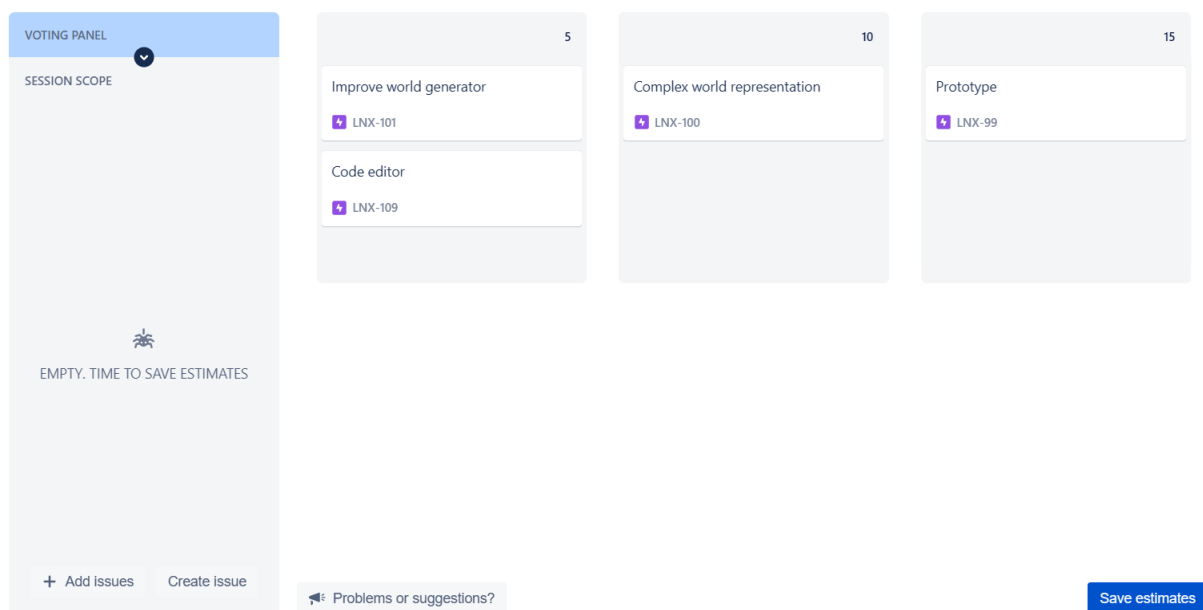 VOTING PANEL
SESSION SCOPE
EMPTY. TIME TO SAVE ESTIMATES
+ Add issues
Create issue
5
Improve world generator
LNX-101
Code editor
LNX-109
10
Complex world representation
LNX-100
15
Prototype
LNX-99
Problems or suggestions?
Save estimates